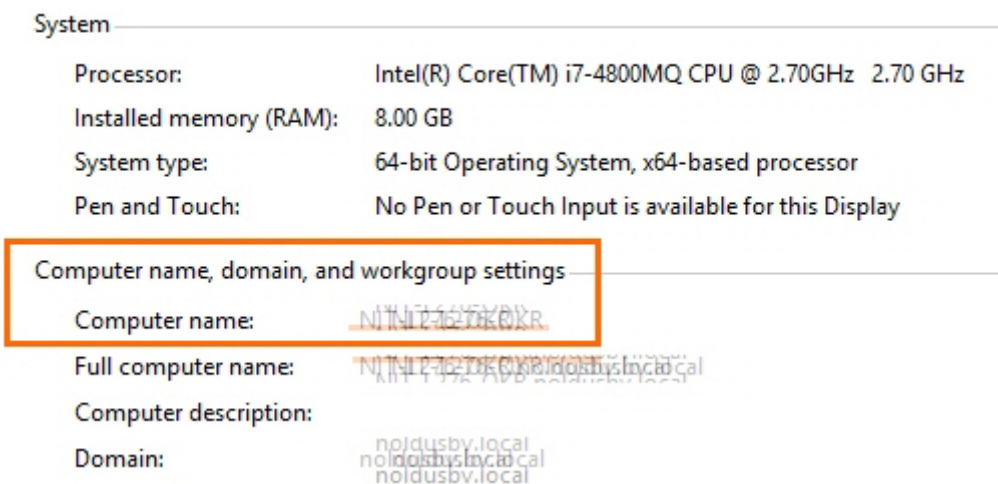 System
Processor: Intel(R) Core(TM) i7-4800MQ CPU @ 2.70GHz 2.70 GHz
Installed memory (RAM): 8.00 GB
System type: 64-bit Operating System, x64-based processor
Pen and Touch: No Pen or Touch Input is available for this Display
Computer name, domain, and workgroup settings
Computer name:
Full computer name:
Computer description:
Domain: noldusbv.local